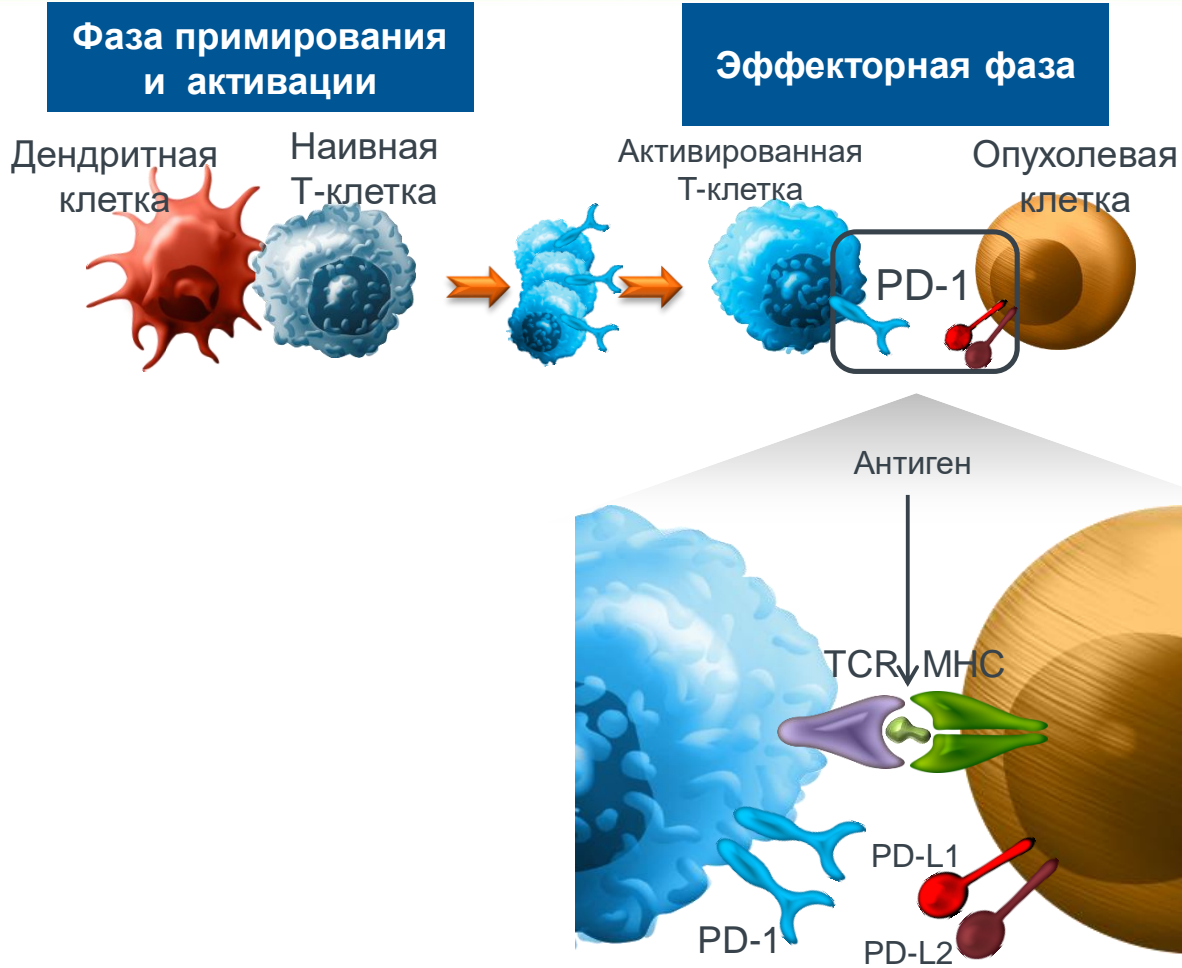 Фаза примирования
и активации
Эффекторная фаза
Дендритная
клетка
Наивная
Т-клетка
Активированная
Т-клетка
Опухолевая
клетка
PD-1
Антиген
TCR MHC
PD-L1
PD-1
PD-L2